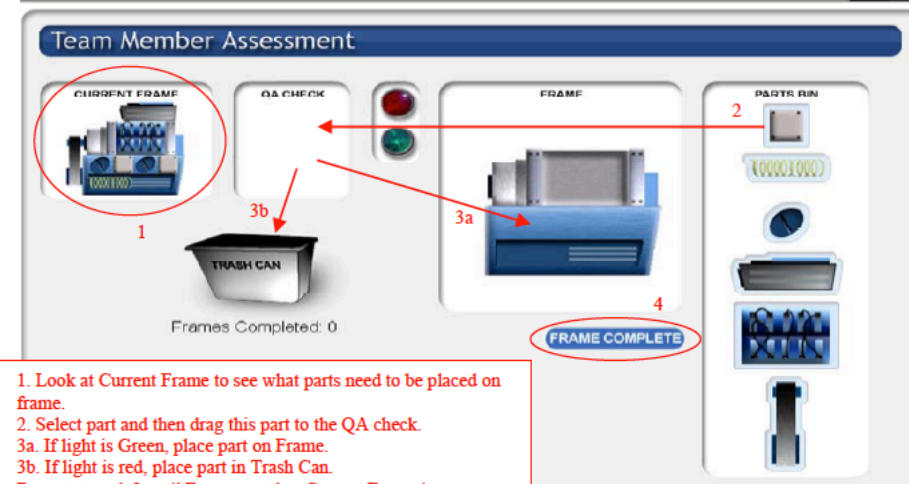 Team Member Assessment
CURRENT FRAME
QA CHECK
FRAME
PARTS BIN
2
1
3b
3a
TRASH CAN
4
Frames Completed: 0
FRAME COMPLETE
1. Look at Current Frame to see what parts need to be placed on
frame.
2. Select part and then drag this part to the QA check.
3a. If light is Green, place part on Frame.
3b. If light is red, place part in Trash Can.